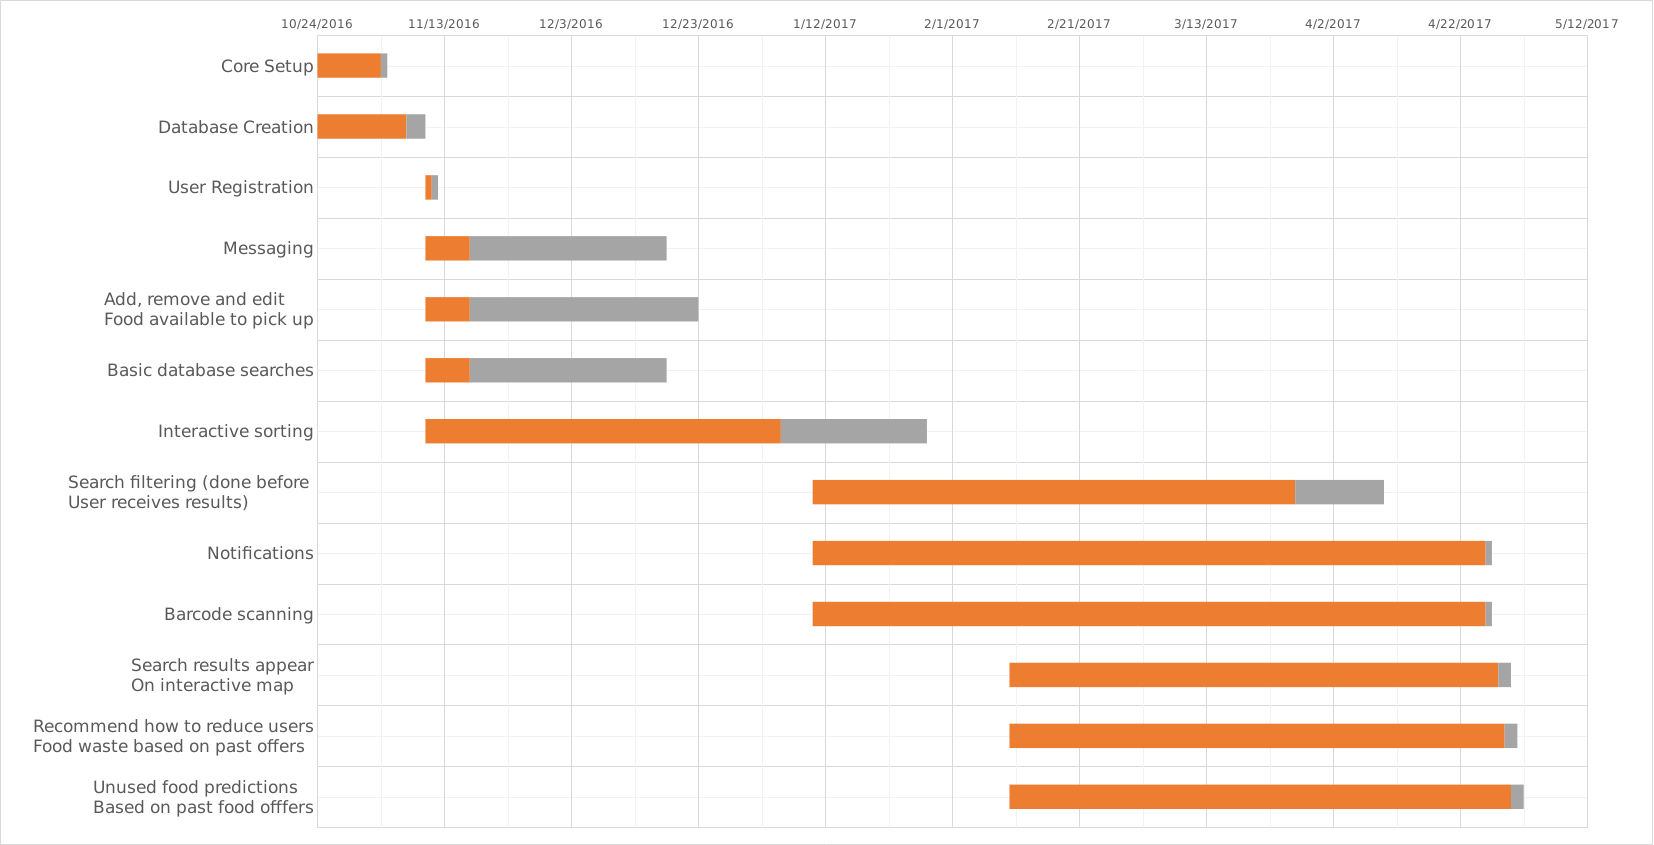 10/24/2016 11/13/2016 12/3/2016 12/23/2016 1/12/2017 2/1/2017 2/21/2017 3/13/2017 4/2/2017 4/22/2017 5/12/2017
Core Setup
Database Creation
User Registration
Messaging
Add, remove and edit
Food available to pick up
Basic database searches
Interactive sorting
Search filtering (done before
User receives results)
Notifications
Barcode scanning
Search results appear
On interactive map
Recommend how to reduce users
Food waste based on past offers
Unused food predictions
Based on past food offfers